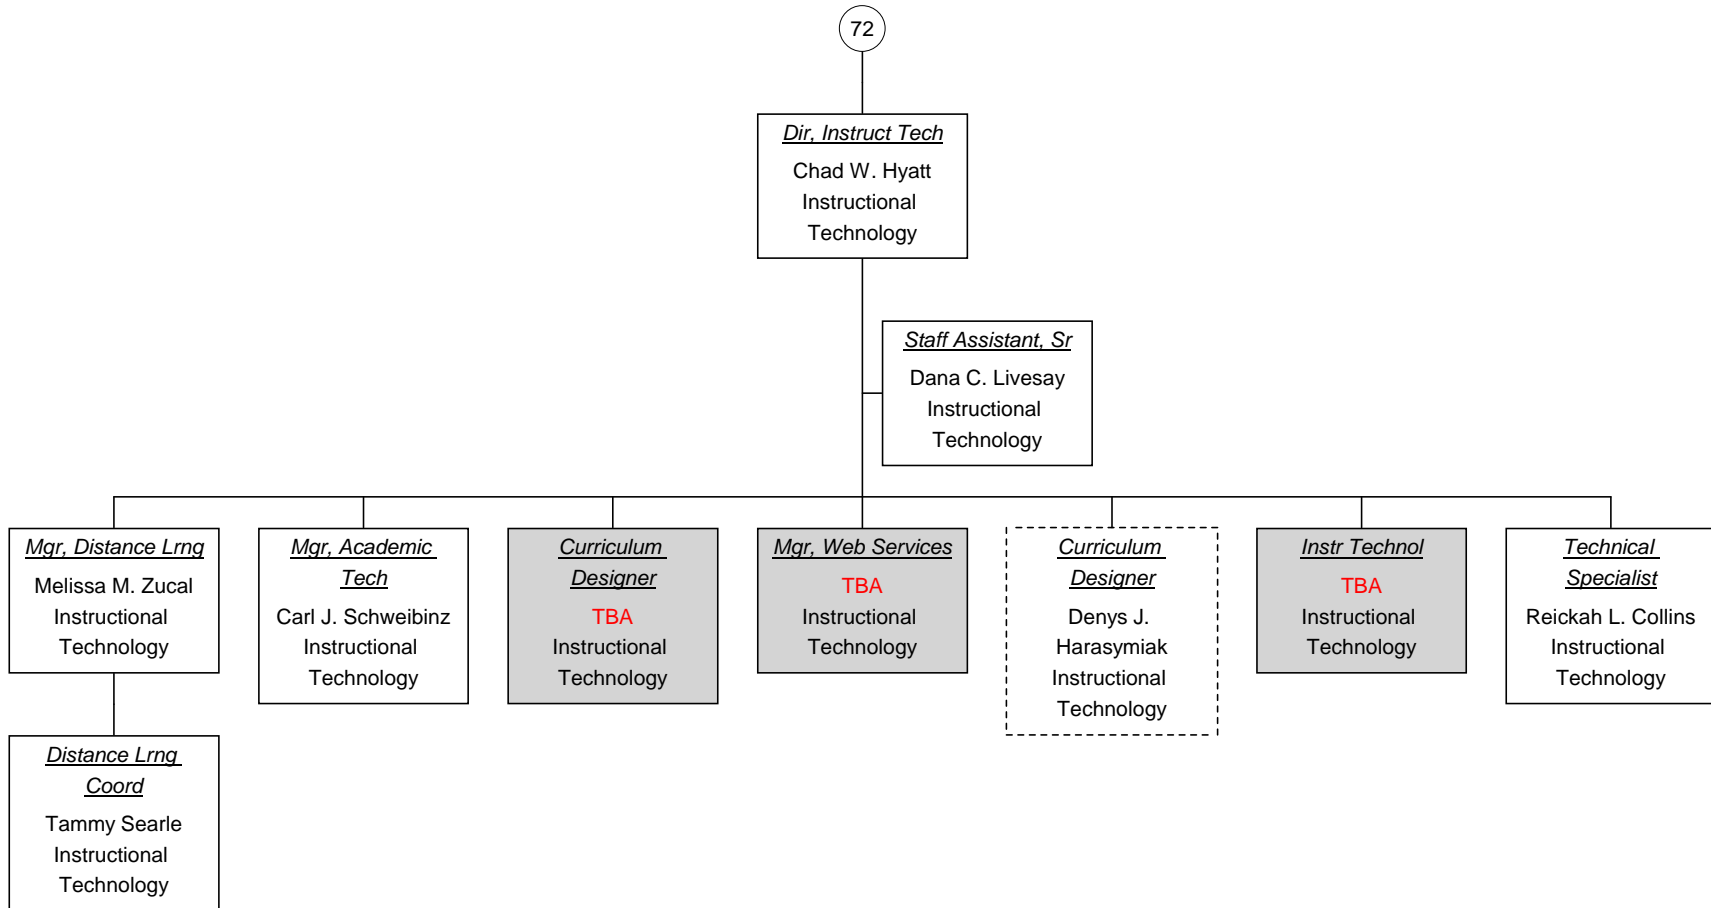 72
Dir, Instruct Tech
Chad W. Hyatt
Instructional
Technology
Staff Assistant, Sr
Dana C. Livesay
Instructional
Technology
Mgr, Distance Lrng
Melissa M. Zucal
Instructional
Technology
Mgr, Academic
Tech
Carl J. Schweibinz
Instructional
Technology
Curriculum
Designer
TBA
Instructional
Technology
Mgr, Web Services
TBA
Instructional
Technology
Curriculum
Designer
Denys J.
Harasymiak
Instructional
Technology
Instr Technol
TBA
Instructional
Technology
Technical
Specialist
Reickah L. Collins
Instructional
Technology
Distance Lrng
Coord
Tammy Searle
Instructional
Technology